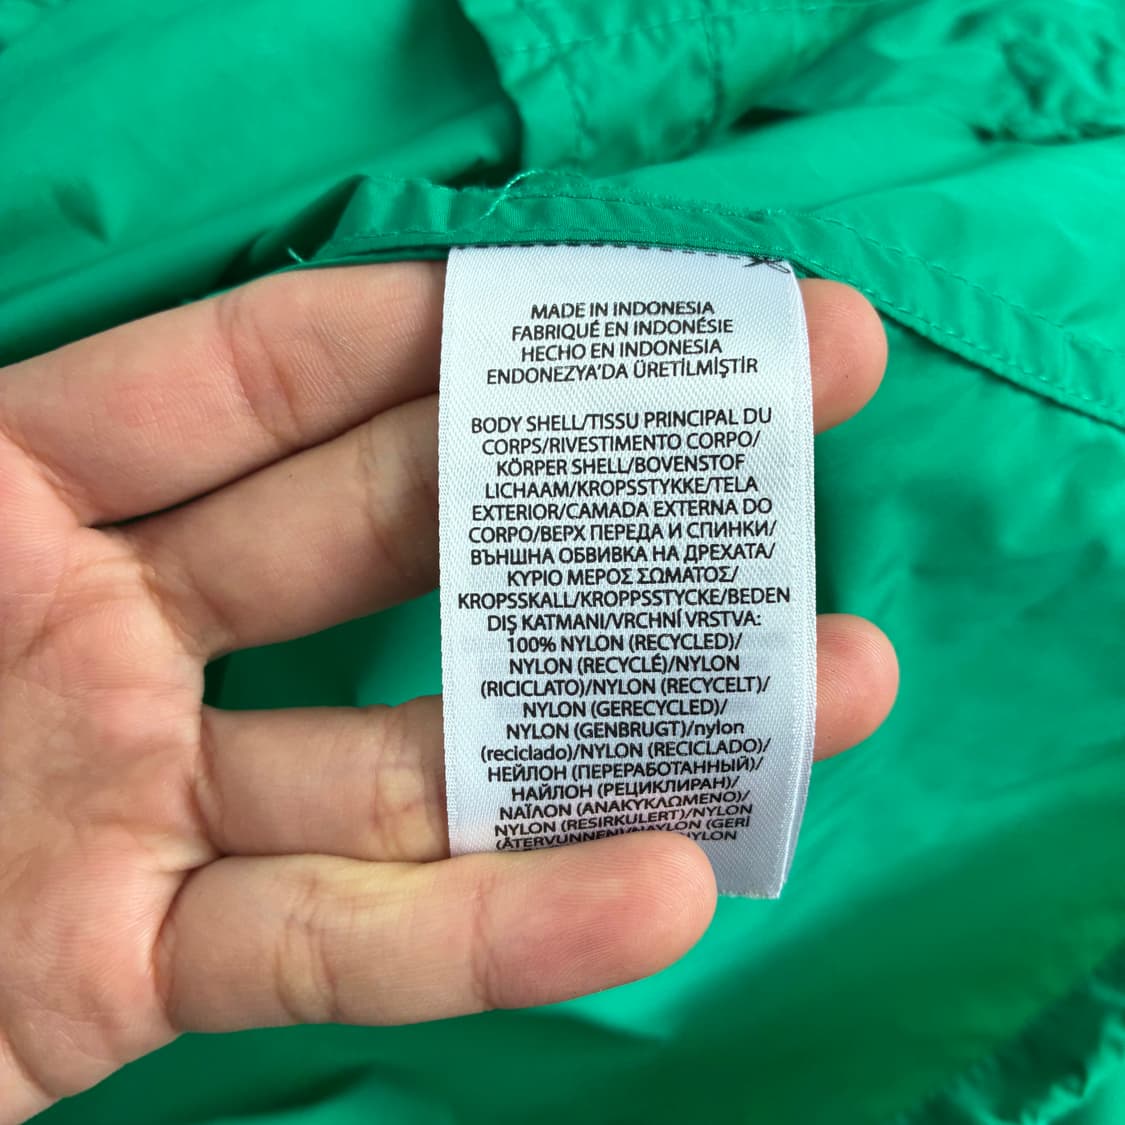 MADE IN INDONESIA
FABRIQUÉ EN INDONÉSIE
HECHO EN INDONESIA
ENDONEZYA'DA ÜRETİLMİŞTİR
BODY SHELL/TISSU PRINCIPAL DU
CORPS/RIVESTIMENTO CORPO/
KÖRPER SHELL/BOVENSTOF
LICHAAM/KROPSSTYKKE/TELA
EXTERIOR/CAMADA EXTERNA DO
CORPO/ВЕРХ ПЕРЕДА И СПИНКИ/
ВЪНШНА ОБВИВКА НА ДРЕХАТА/
ΚΥΡΙΟ ΜΕΡΟΣ ΣΩΜΑΤΟΣ/
KROPSSKALL/KROPPSSTYCKE/BEDEN
DIŞ KATMANI/VRCHNÍ VRSTVA:
100% NYLON (RECYCLED)/
NYLON (RECYCLÉ)/NYLON
(RICICLATO)/NYLON (RECYCELT)/
NYLON (GERECYCLED)/
NYLON (GENBRUGT)/nylon
(reciclado)/NYLON (RECICLADO)/
НЕЙЛОН (ПЕРЕРАБОТАННЫЙ)/
НАЙЛОН (РЕЦИКЛИРАН)/
ΝΑΪΛΟΝ (ΑΝΑΚΥΚΛΩΜΕΝΟ)/
NYLON (RESIRKULERT)/NYLON
(ÅTERVUNNEN)/NAYLON (GERİ
NYLON